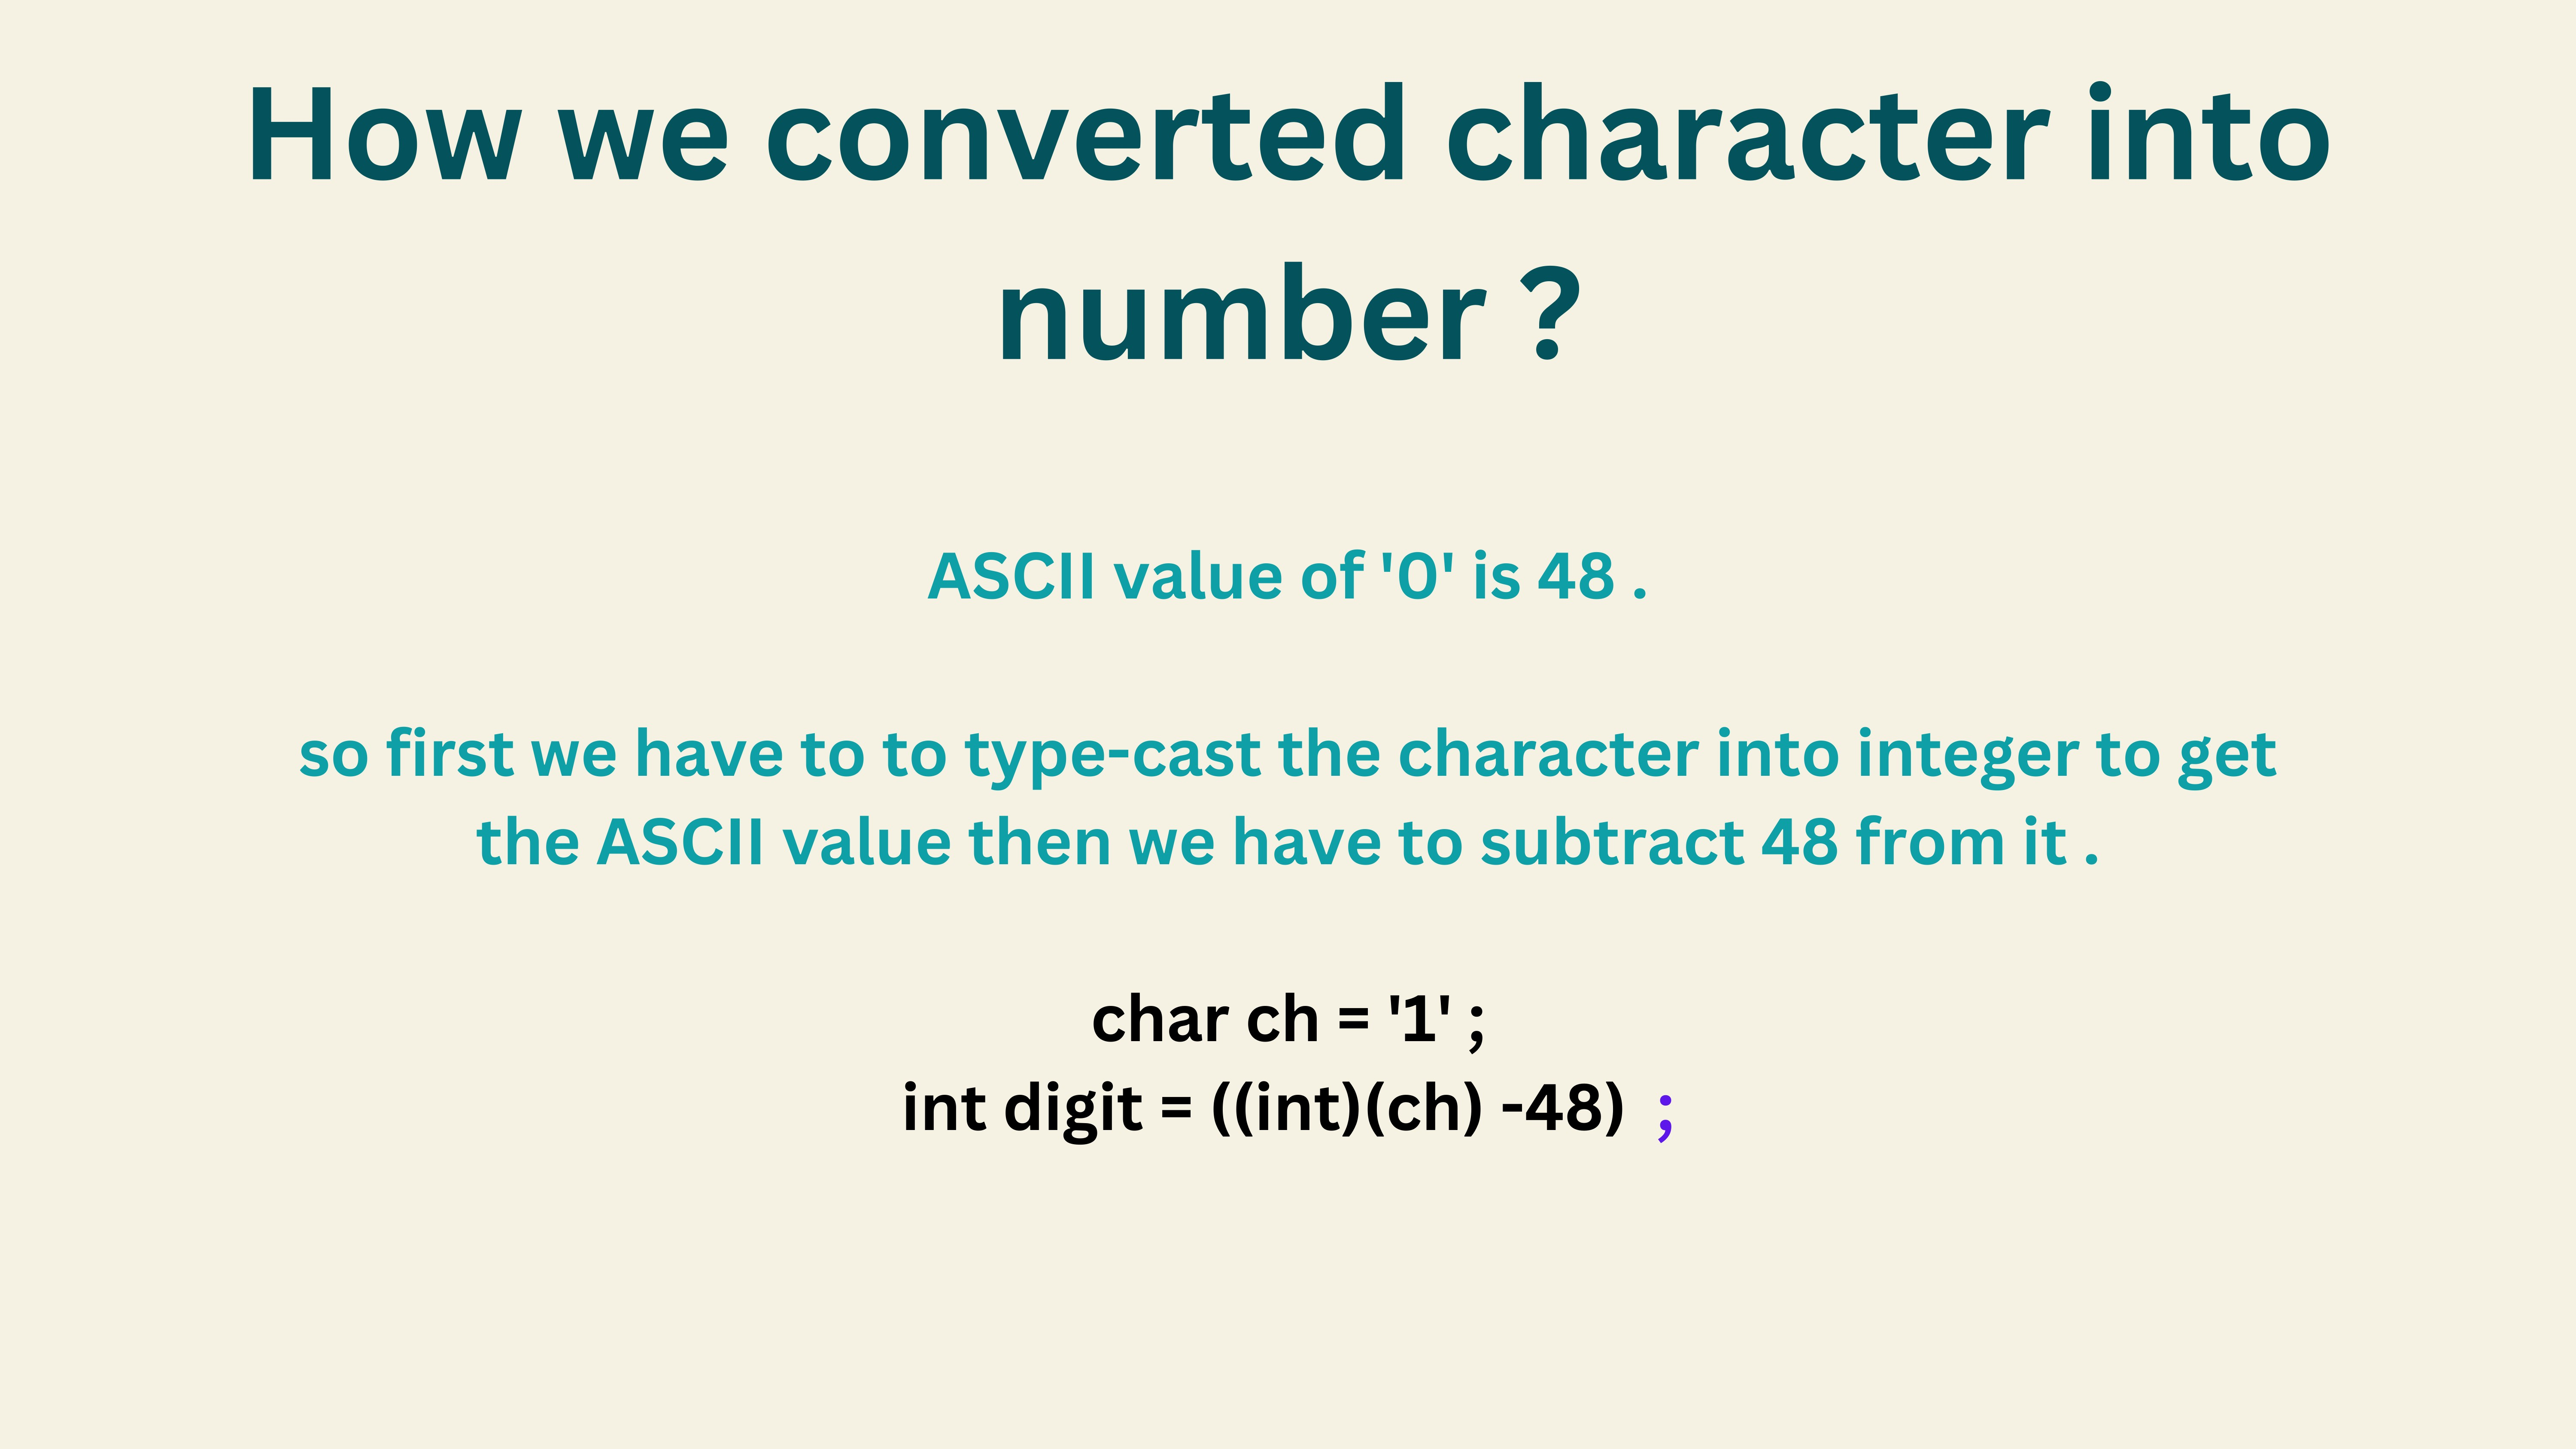 How we converted character into
number ?
ASCII value of '0' is 48 .
so first we have to to type-cast the character into integer to get
the ASCII value then we have to subtract 48 from it .
char ch = '1' ;
int digit = ((int)(ch) -48)  ;